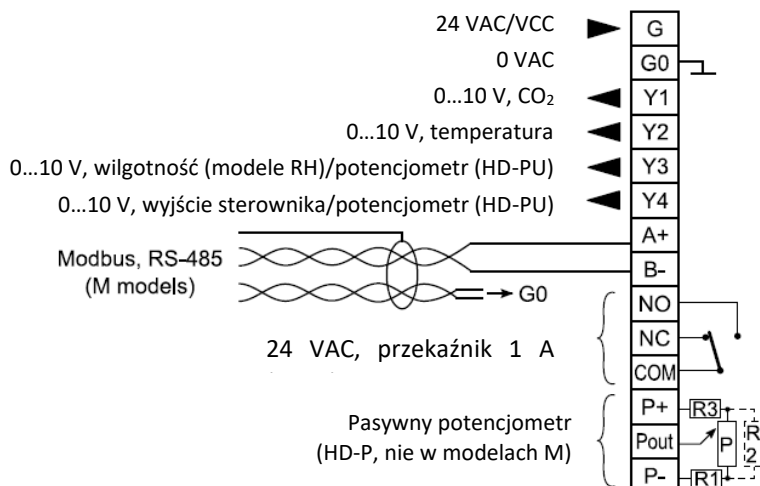 24 VAC/VCC G
0 VAC G0
0...10 V, CO₂ Y1
0...10 V, temperatura Y2
0...10 V, wilgotność (modele RH)/potencjometr (HD-PU) Y3
0...10 V, wyjście sterownika/potencjometr (HD-PU) Y4
A+
Modbus, RS-485
(M models)
B-
G0
NO
NC
24 VAC, przekaźnik 1 A
COM
P+ R3
Pasywny potencjometr
(HD-P, nie w modelach M)
Pout P R2
P- R1